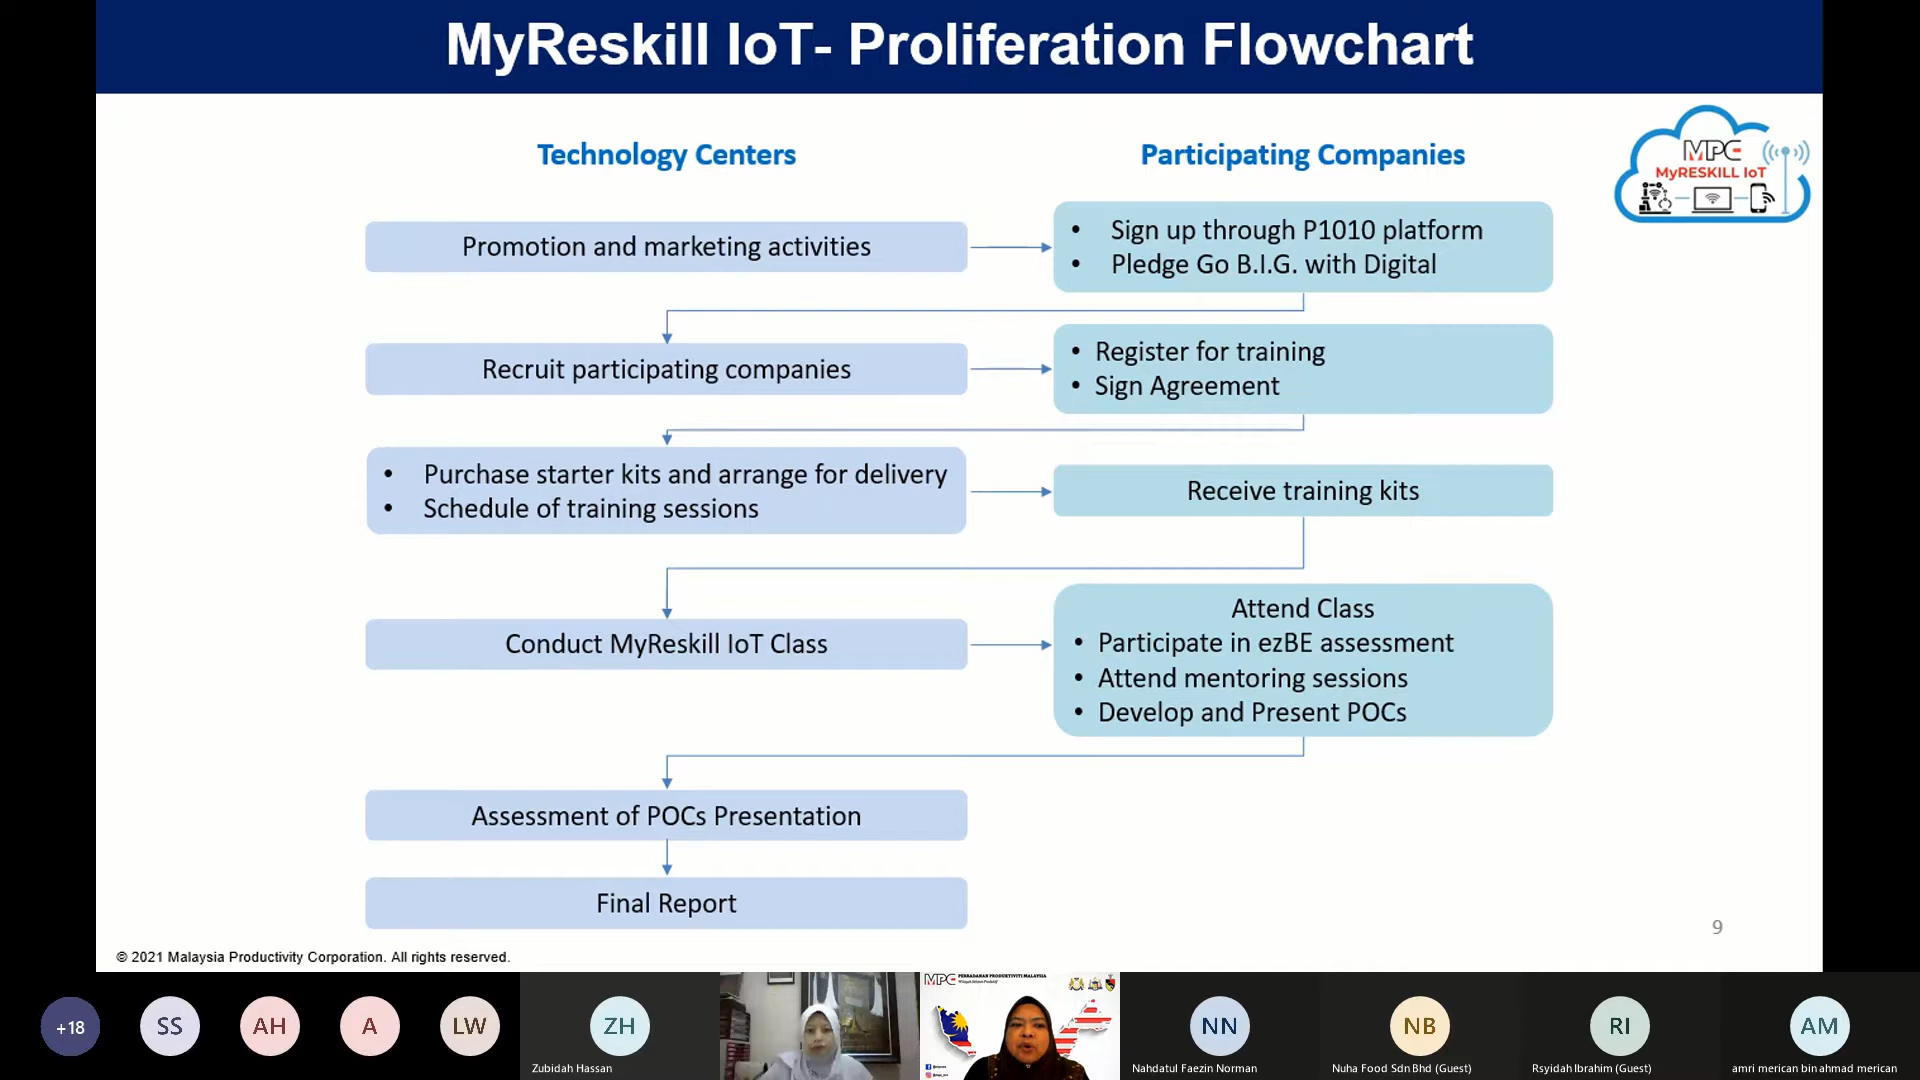 MyReskill IoT- Proliferation Flowchart
Technology Centers
Participating Companies
MPC
MyRESKILL IoT
Promotion and marketing activities
• Sign up through P1010 platform
• Pledge Go B.I.G. with Digital
Recruit participating companies
• Register for training
• Sign Agreement
• Purchase starter kits and arrange for delivery
• Schedule of training sessions
Receive training kits
Conduct MyReskill IoT Class
Attend Class
• Participate in ezBE assessment
• Attend mentoring sessions
• Develop and Present POCs
Assessment of POCs Presentation
Final Report
9
© 2021 Malaysia Productivity Corporation. All rights reserved.
+18
SS
AH
A
LW
ZH
Zubidah Hassan
MPC PERBADANAN PRODUKTIVITI MALAYSIA
NN
Nahdatul Faezin Norman
NB
Nuha Food Sdn Bhd (Guest)
RI
Rsyidah Ibrahim (Guest)
AM
amri merican bin ahmad merican